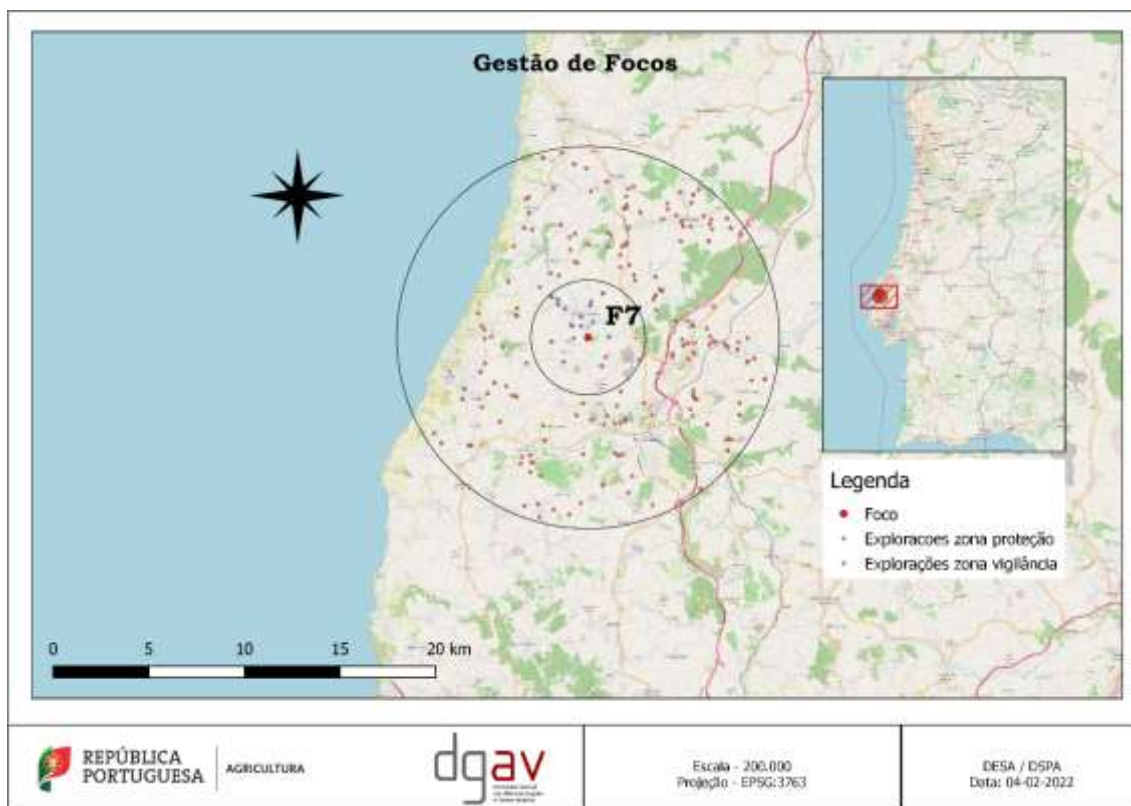 Gestão de Focos
F7
Legenda
Foco
Exploracoes zona proteção
Explorações zona vigilância
0 5 10 15 20 km
REPÚBLICA
PORTUGUESA
AGRICULTURA
dgav
Escala - 200.000
Projeção - EPSG:3763
DESA / DSPA
Data: 04-02-2022